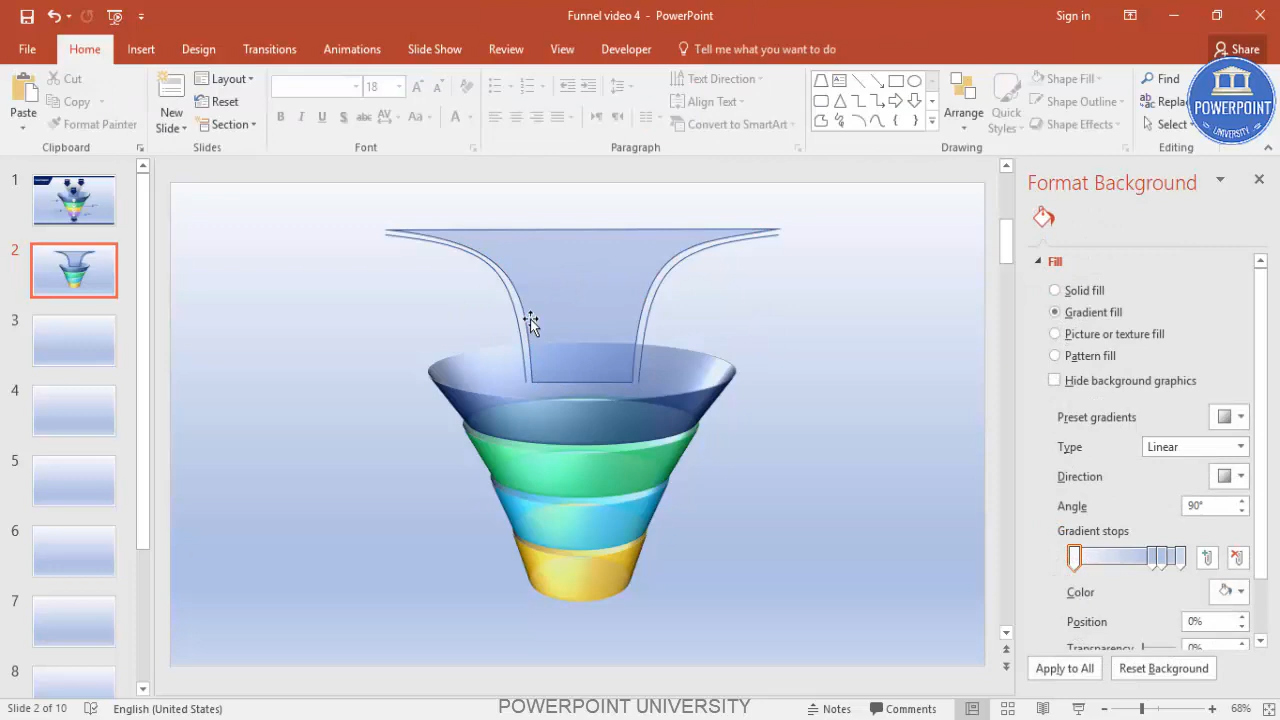 Funnel video 4 - PowerPoint
Sign in
File Home Insert Design Transitions Animations Slide Show Review View Developer Tell me what you want to do Share
Paste
Cut
Copy
Format Painter
Clipboard
New Slide
Layout
Reset
Section
Slides
18
B I U S abc AV Aa A
Font
Text Direction
Align Text
Convert to SmartArt
Paragraph
Arrange
Quick Styles
Shape Fill
Shape Outline
Shape Effects
Drawing
Find
Replac
Select
Editing
POWERPOINT
UNIVERSITY
1
2
3
4
5
6
7
8
Format Background
Fill
Solid fill
Gradient fill
Picture or texture fill
Pattern fill
Hide background graphics
Preset gradients
Type Linear
Direction
Angle 90°
Gradient stops
Color
Position 0%
Transparency 0%
Apply to All Reset Background
Slide 2 of 10 English (United States) POWERPOINT UNIVERSITY Notes Comments 68%